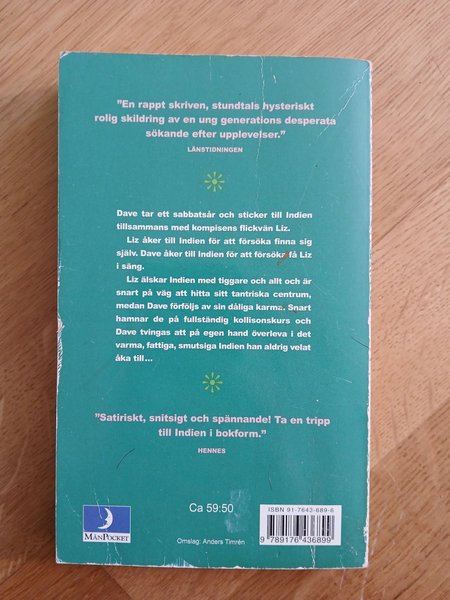 ”En rappt skriven, stundtals hysteriskt
rolig skildring av en ung generations desperata
sökande efter upplevelser.”
LÄNSTIDNINGEN
Dave tar ett sabbatsår och sticker till Indien
tillsammans med kompisens flickvän Liz.
Liz åker till Indien för att försöka finna sig
själv. Dave åker till Indien för att försöka få Liz
i säng.
Liz älskar Indien med tiggare och allt och är
snart på väg att hitta sitt tantriska centrum,
medan Dave förföljs av sin dåliga karma. Snart
hamnar de på fullständig kollisonskurs och
Dave tvingas att på egen hand överleva i det
varma, fattiga, smutsiga Indien han aldrig velat
åka till…
”Satiriskt, snitsigt och spännande! Ta en tripp
till Indien i bokform.”
HENNES
Ca 59:50
ISBN 91-7643-689-6
9 789176 436899
MÅNPOCKET
Omslag: Anders Timrén